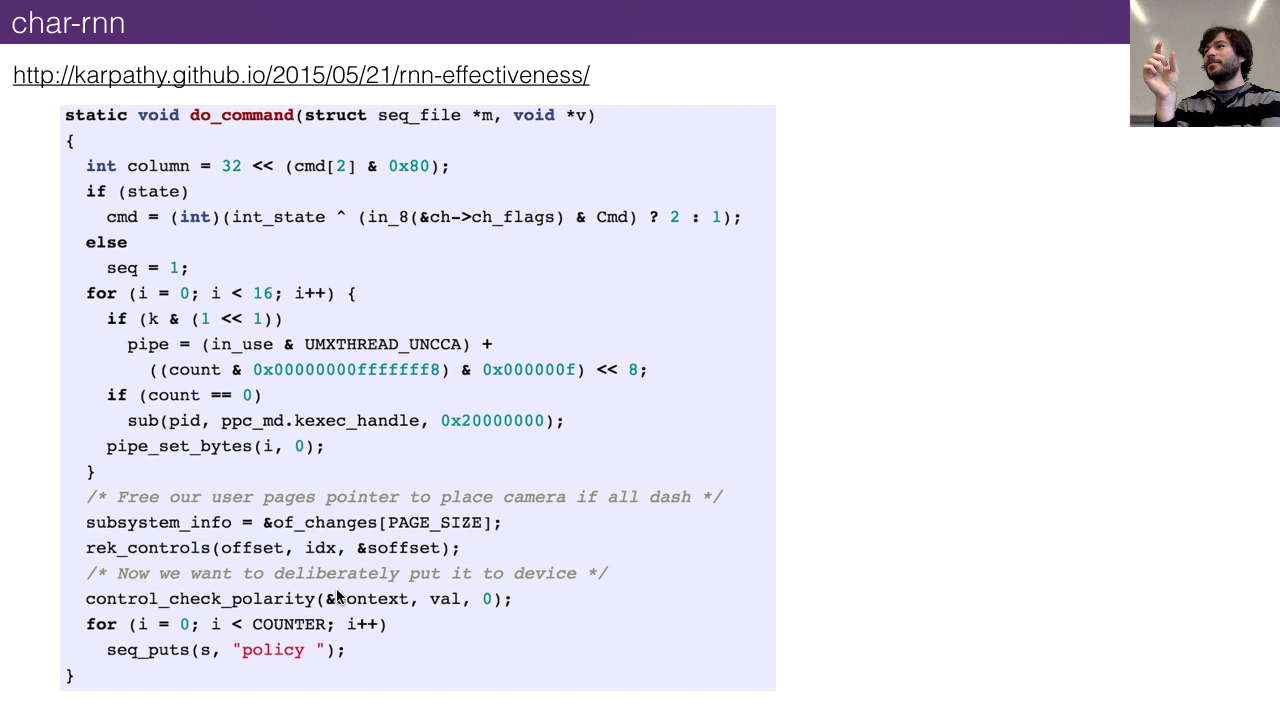 char-rnn
http://karpathy.github.io/2015/05/21/rnn-effectiveness/
static void do_command(struct seq_file *m, void *v)
{
  int column = 32 << (cmd[2] & 0x80);
  if (state)
    cmd = (int)(int_state ^ (in_8(&ch->ch_flags) & Cmd) ? 2 : 1);
  else
    seq = 1;
  for (i = 0; i < 16; i++) {
    if (k & (1 << 1))
      pipe = (in_use & UMXTHREAD_UNCCA) +
        ((count & 0x00000000fffffff8) & 0x000000f) << 8;
    if (count == 0)
      sub(pid, ppc_md.kexec_handle, 0x20000000);
    pipe_set_bytes(i, 0);
  }
  /* Free our user pages pointer to place camera if all dash */
  subsystem_info = &of_changes[PAGE_SIZE];
  rek_controls(offset, idx, &soffset);
  /* Now we want to deliberately put it to device */
  control_check_polarity(&context, val, 0);
  for (i = 0; i < COUNTER; i++)
    seq_puts(s, "policy ");
}